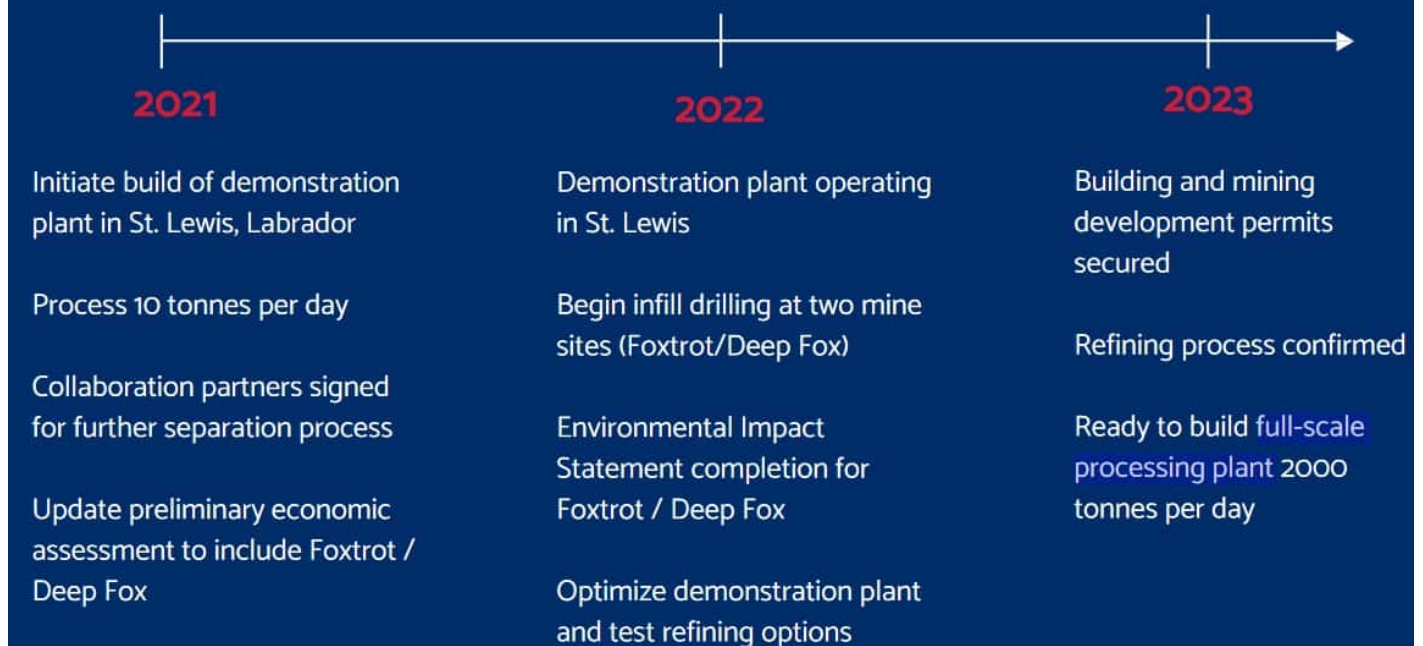 2021
Initiate build of demonstration
plant in St. Lewis, Labrador
Process 10 tonnes per day
Collaboration partners signed
for further separation process
Update preliminary economic
assessment to include Foxtrot /
Deep Fox
2022
Demonstration plant operating
in St. Lewis
Begin infill drilling at two mine
sites (Foxtrot/Deep Fox)
Environmental Impact
Statement completion for
Foxtrot / Deep Fox
Optimize demonstration plant
and test refining options
2023
Building and mining
development permits
secured
Refining process confirmed
Ready to build full-scale
processing plant 2000
tonnes per day